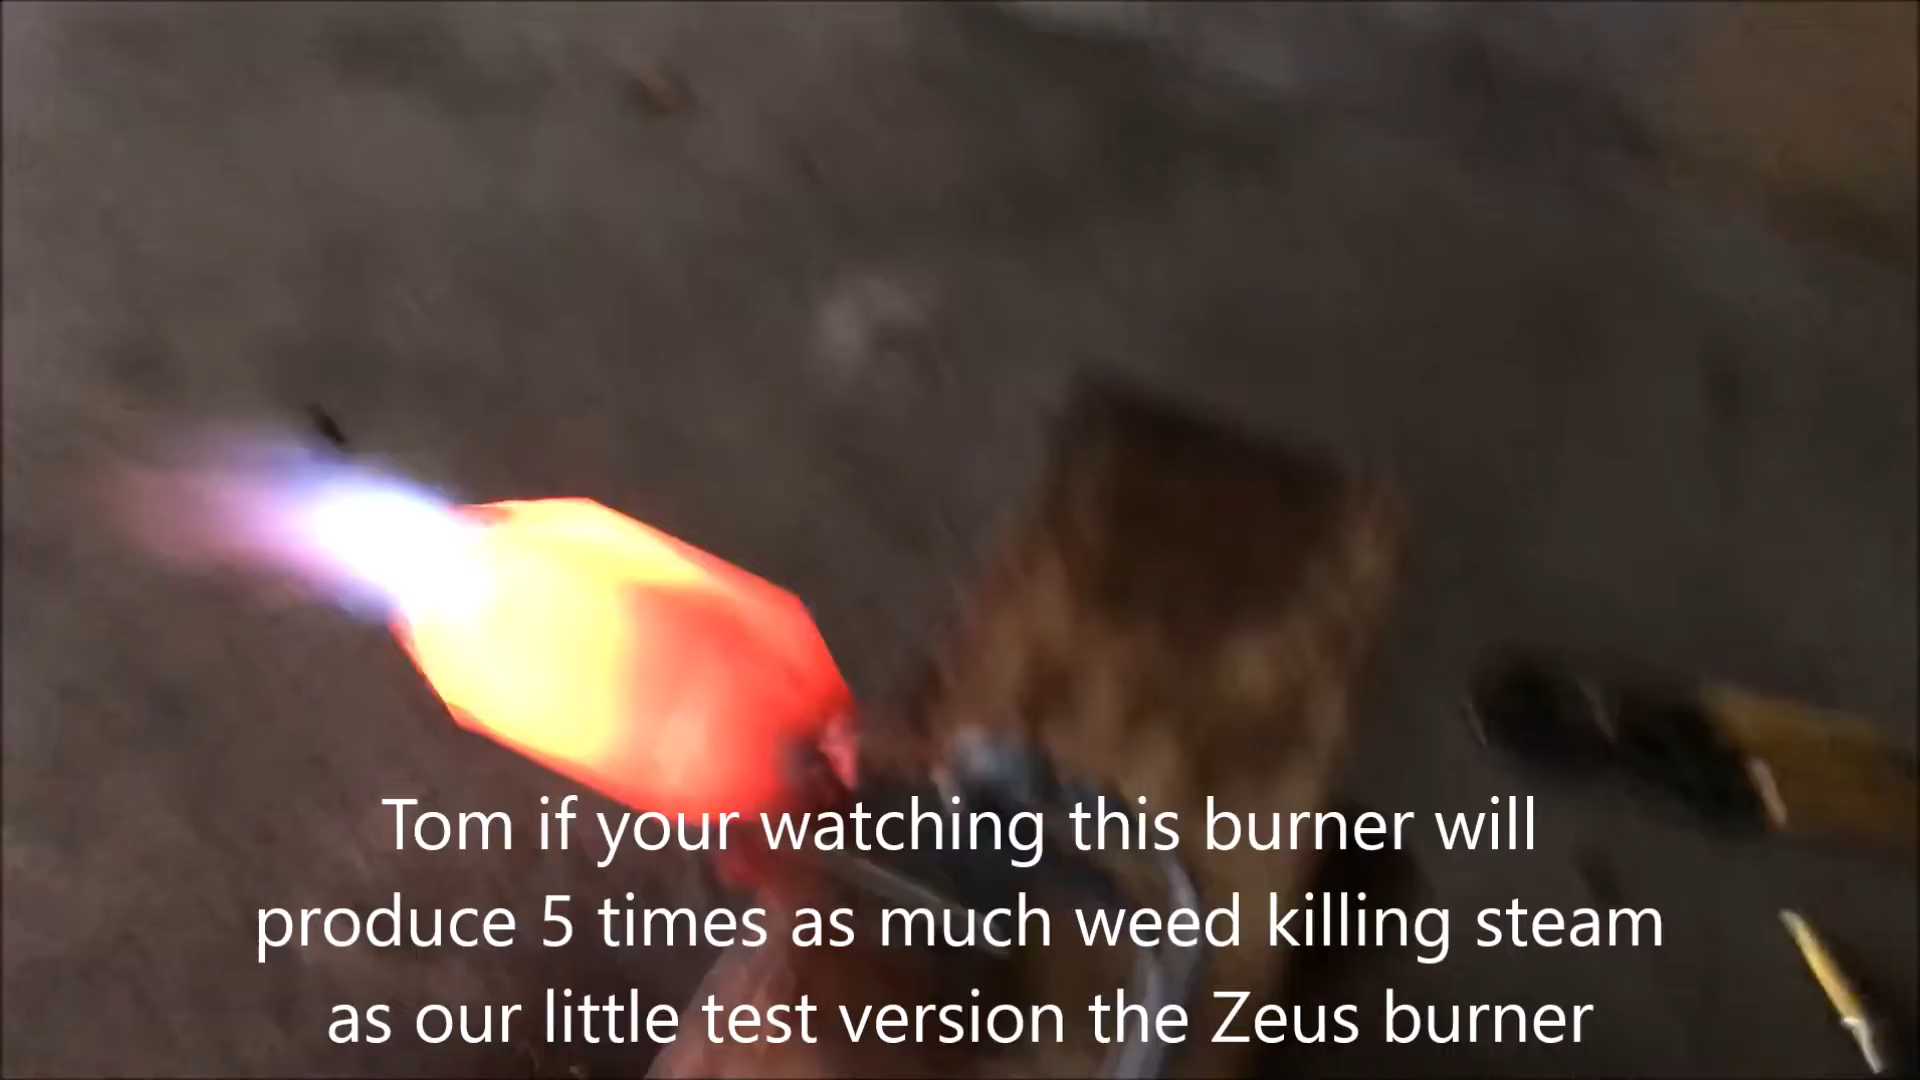 Tom if your watching this burner will
produce 5 times as much weed killing steam
as our little test version the Zeus burner